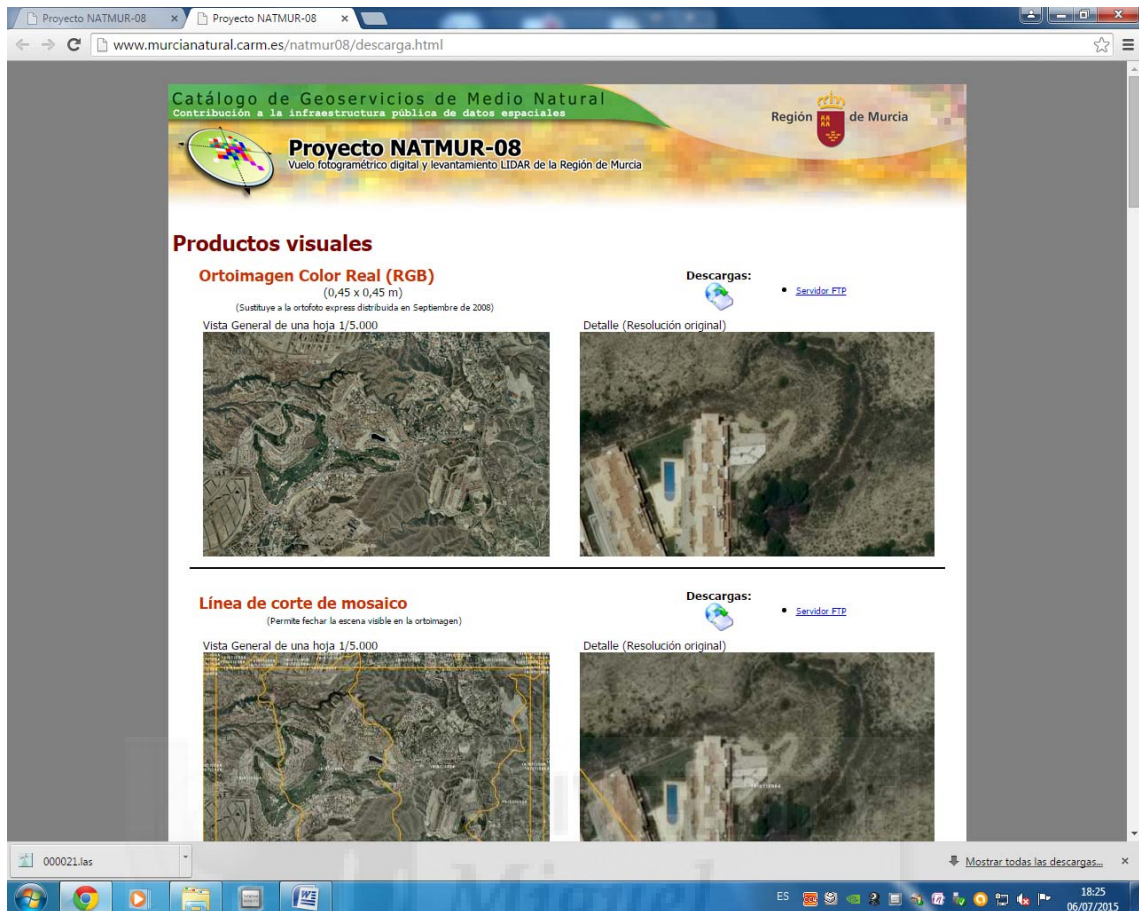 Proyecto NATMUR-08
Proyecto NATMUR-08
www.murcianatural.carm.es/natmur08/descarga.html
Catálogo de Geoservicios de Medio Natural
Contribución a la infraestructura pública de datos espaciales
Región de Murcia
Proyecto NATMUR-08
Vuelo fotogramétrico digital y levantamiento LIDAR de la Región de Murcia
Productos visuales
Ortoimagen Color Real (RGB)
(0,45 x 0,45 m)
(Sustituye a la ortofoto express distribuida en Septiembre de 2008)
Descargas:
Servidor FTP
Vista General de una hoja 1/5.000
Detalle (Resolución original)
Línea de corte de mosaico
(Permite fechar la escena visible en la ortoimagen)
Descargas:
Servidor FTP
Vista General de una hoja 1/5.000
Detalle (Resolución original)
000021.las
Mostrar todas las descargas...
Miguel
ES
18:25
06/07/2015